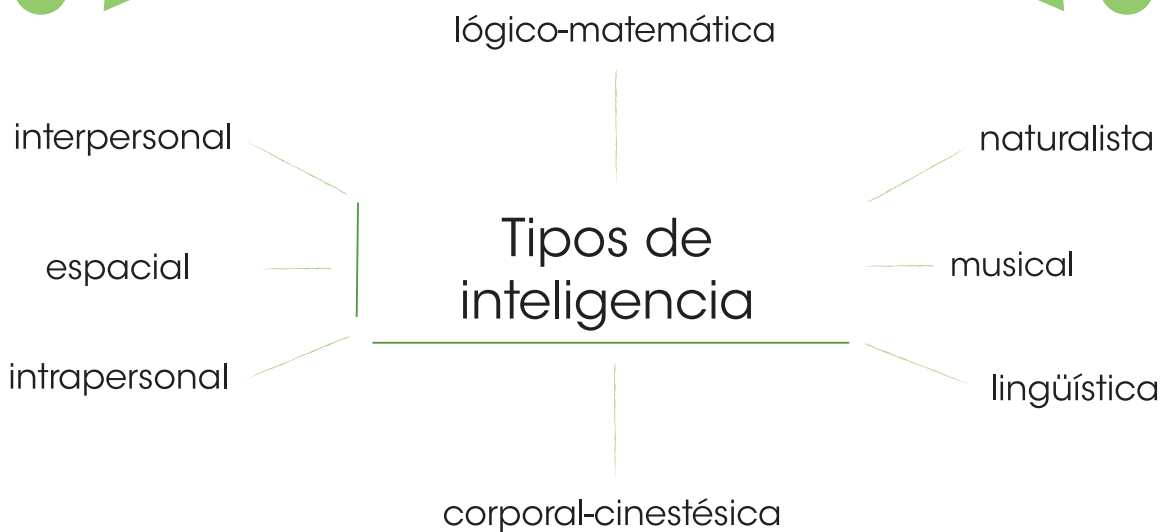 lógico-matemática
interpersonal
naturalista
Tipos de
inteligencia
espacial
musical
intrapersonal
lingüística
corporal-cinestésica